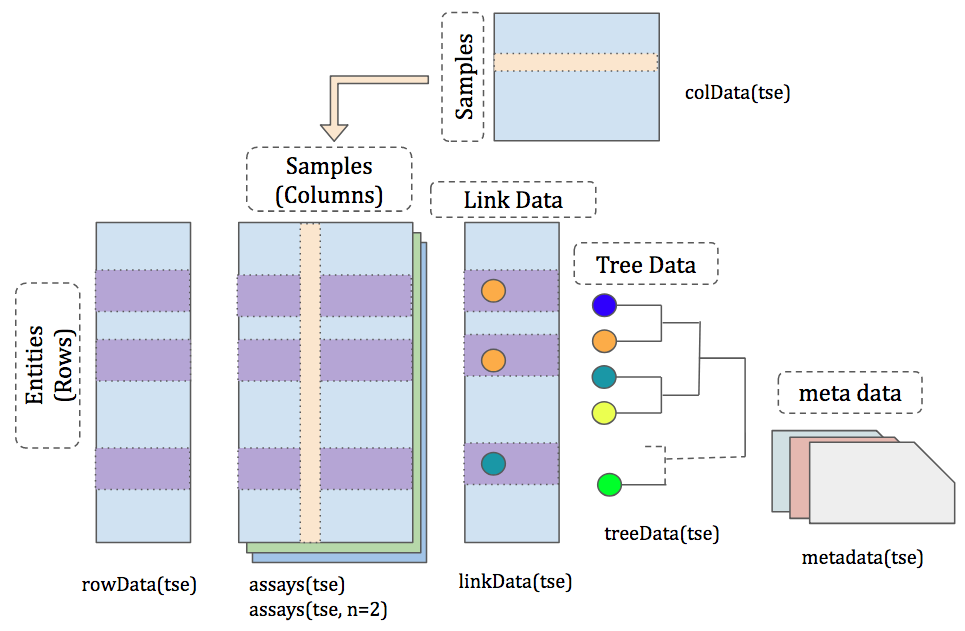 Samples
colData(tse)
Samples
(Columns)
Link Data
Tree Data
Entities
(Rows)
meta data
treeData(tse)
metadata(tse)
rowData(tse)
assays(tse)
assays(tse, n=2)
linkData(tse)